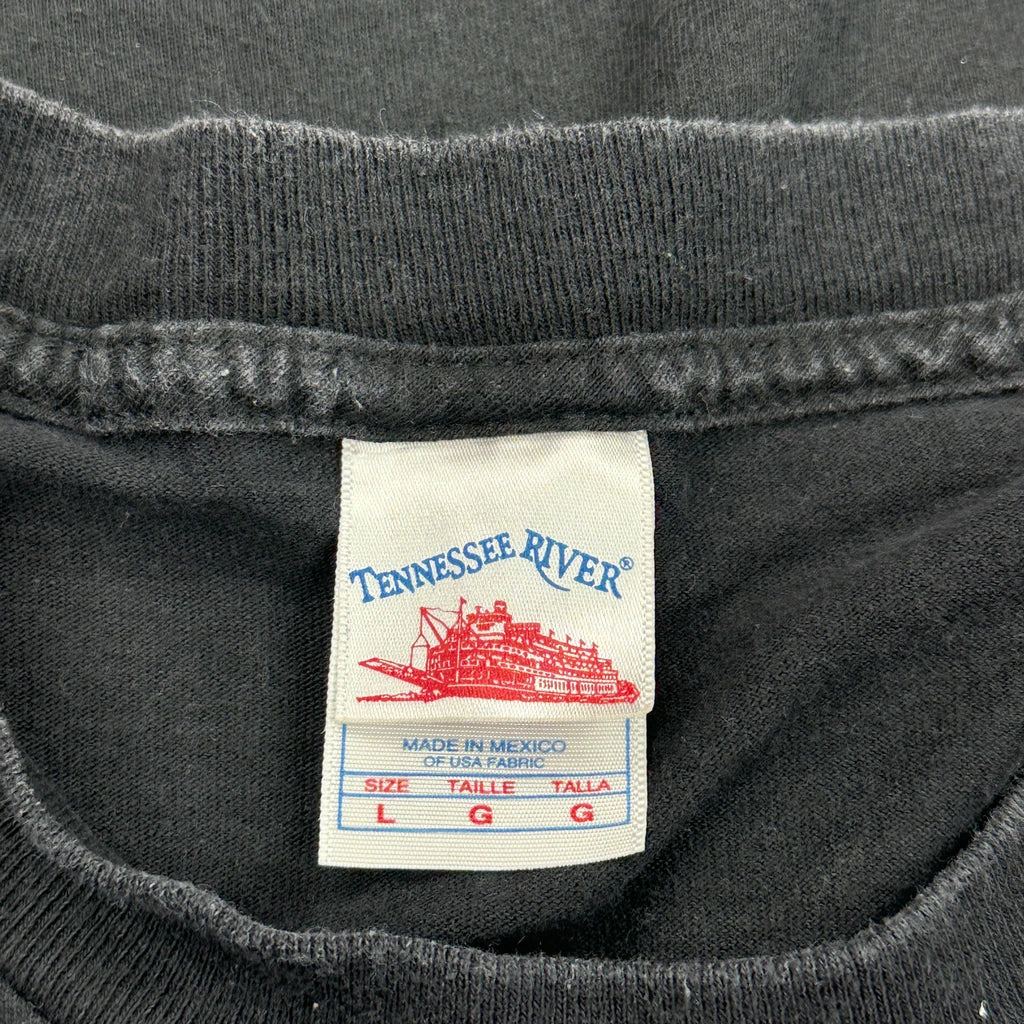 TENNESSEE RIVER®
MADE IN MEXICO
OF USA FABRIC
SIZE TAILLE TALLA
L G G